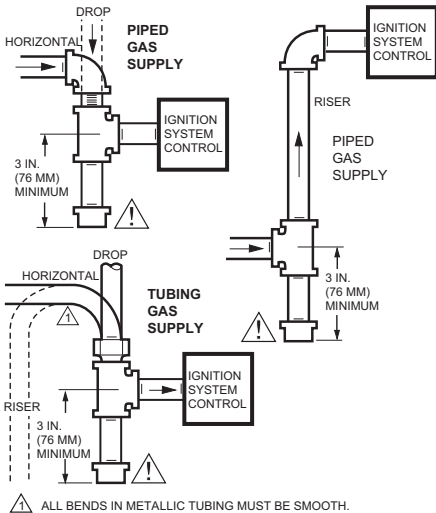 DROP
HORIZONTAL
PIPED
GAS
SUPPLY
IGNITION
SYSTEM
CONTROL
3 IN.
(76 MM)
MINIMUM
!
IGNITION
SYSTEM
CONTROL
RISER
PIPED
GAS
SUPPLY
3 IN.
(76 MM)
MINIMUM
!
DROP
HORIZONTAL
TUBING
GAS
SUPPLY
1
IGNITION
SYSTEM
CONTROL
RISER
3 IN.
(76 MM)
MINIMUM
!
1 ALL BENDS IN METALLIC TUBING MUST BE SMOOTH.